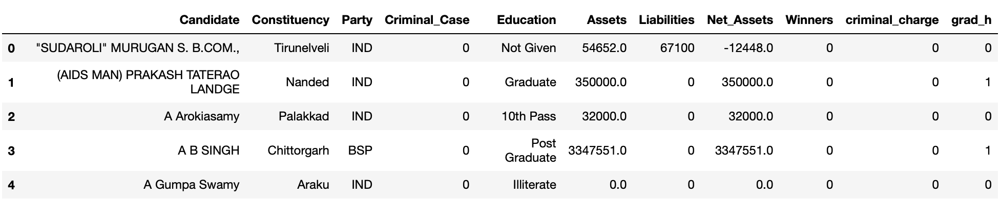 Candidate Constituency Party Criminal_Case Education Assets Liabilities Net_Assets Winners criminal_charge grad_h
0 "SUDAROLI" MURUGAN S. B.COM., Tirunelveli IND 0 Not Given 54652.0 67100 -12448.0 0 0 0
1 (AIDS MAN) PRAKASH TATERAO LANDGE Nanded IND 0 Graduate 350000.0 0 350000.0 0 0 1
2 A Arokiasamy Palakkad IND 0 10th Pass 32000.0 0 32000.0 0 0 0
3 A B SINGH Chittorgarh BSP 0 Post Graduate 3347551.0 0 3347551.0 0 0 1
4 A Gumpa Swamy Araku IND 0 Illiterate 0.0 0 0.0 0 0 0